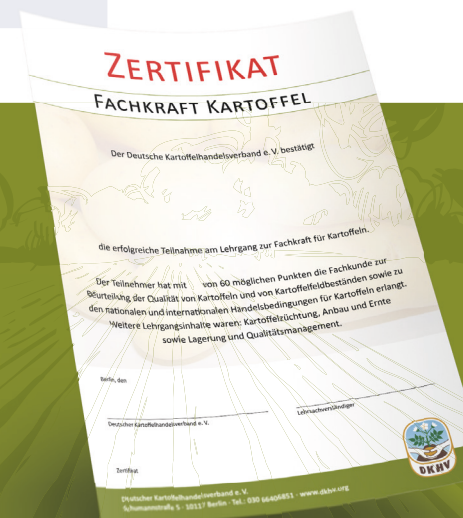 ZERTIFIKAT
FACHKRAFT KARTOFFEL
Der Deutsche Kartoffelhandelsverband e. V. bestätigt
die erfolgreiche Teilnahme am Lehrgang zur Fachkraft für Kartoffeln.
Der Teilnehmer hat mit von 60 möglichen Punkten die Fachkunde zur
Beurteilung der Qualität von Kartoffeln und von Kartoffelfeldbeständen sowie zu
den nationalen und internationalen Handelsbedingungen für Kartoffeln erlangt.
Weitere Lehrgangsinhalte waren: Kartoffelzüchtung, Anbau und Ernte
sowie Lagerung und Qualitätsmanagement.
Berlin, den
Deutscher Kartoffelhandelsverband e. V.
Lehrsachverständiger
Zertifikat
DKHV
Deutscher Kartoffelhandelsverband e. V.
Schumannstraße 5 · 10117 Berlin · Tel.: 030 66406851 · www.dkhv.org